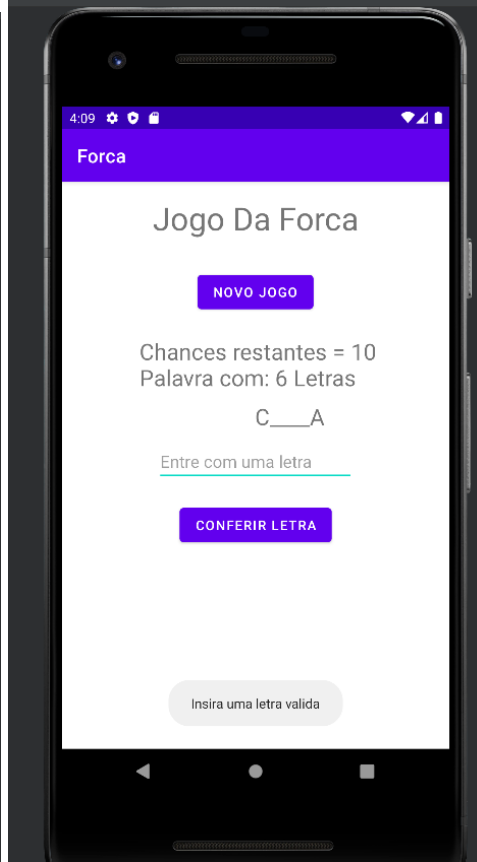 4:09
Forca
Jogo Da Forca
NOVO JOGO
Chances restantes = 10
Palavra com: 6 Letras
C____A
Entre com uma letra
CONFERIR LETRA
Insira uma letra valida